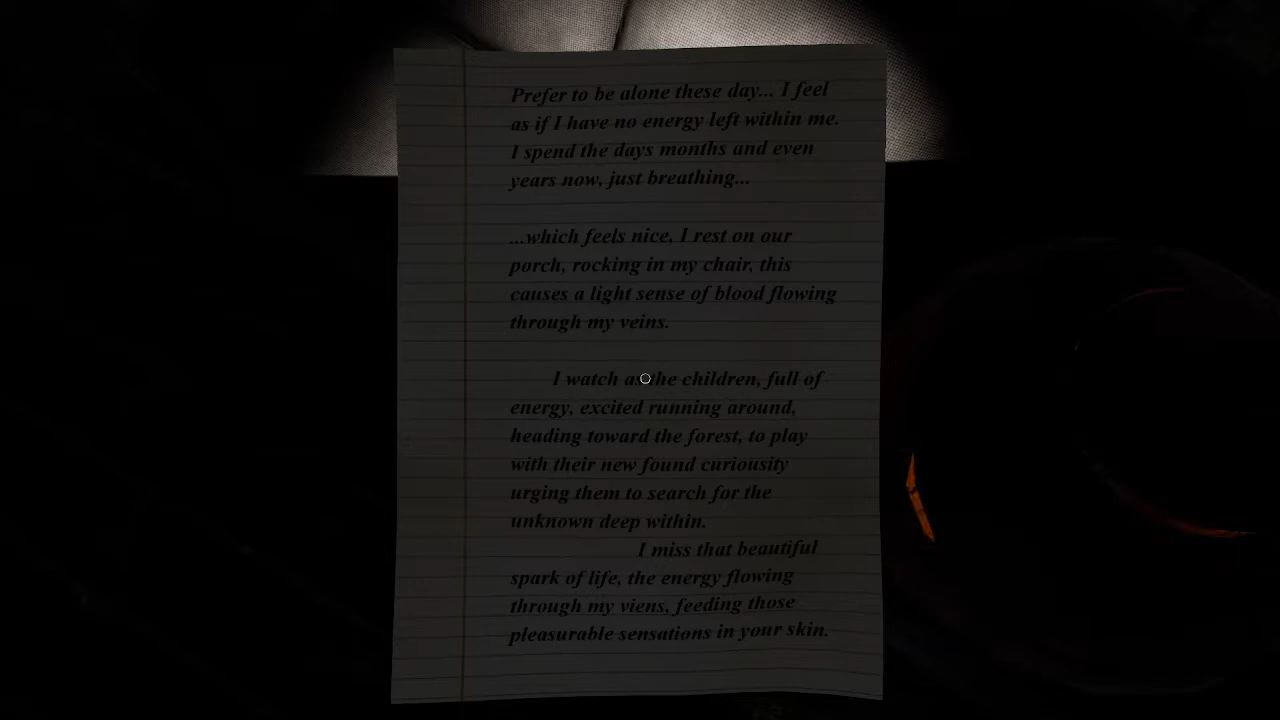 Prefer to be alone these day... I feel
as if I have no energy left within me.
I spend the days months and even
years now, just breathing...
...which feels nice, I rest on our
porch, rocking in my chair, this
causes a light sense of blood flowing
through my veins.
I watch as the children, full of
energy, excited running around,
heading toward the forest, to play
with their new found curiousity
urging them to search for the
unknown deep within.
I miss that beautiful
spark of life, the energy flowing
through my viens, feeding those
pleasurable sensations in your skin.